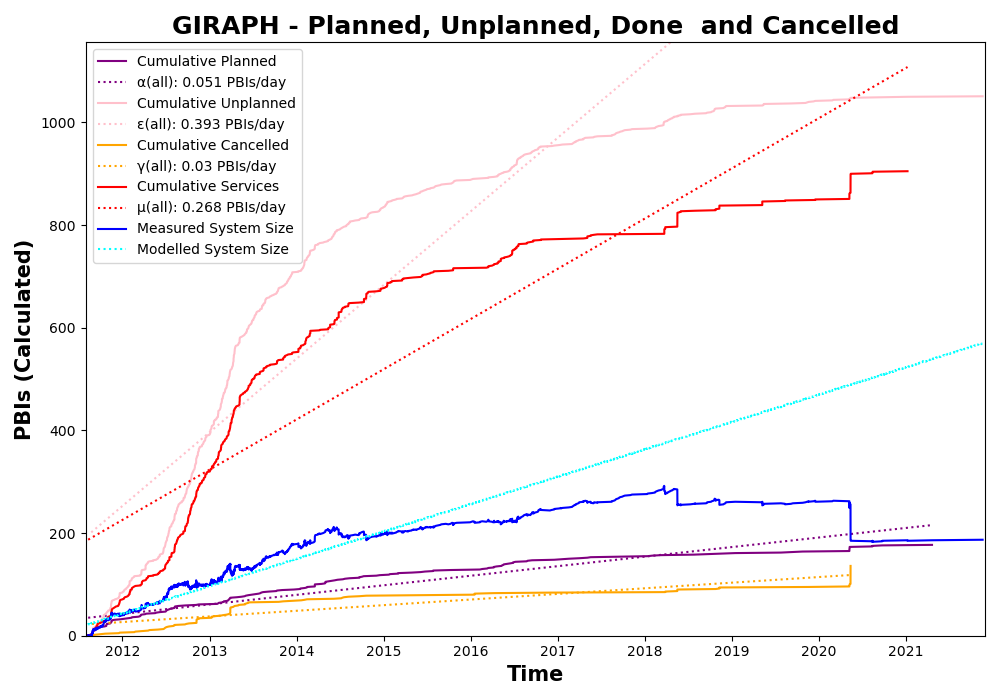 GIRAPH - Planned, Unplanned, Done  and Cancelled
Cumulative Planned
α(all): 0.051 PBIs/day
Cumulative Unplanned
ε(all): 0.393 PBIs/day
Cumulative Cancelled
γ(all): 0.03 PBIs/day
Cumulative Services
μ(all): 0.268 PBIs/day
Measured System Size
Modelled System Size
PBIs (Calculated)
1000
800
600
400
200
0
2012 2013 2014 2015 2016 2017 2018 2019 2020 2021
Time